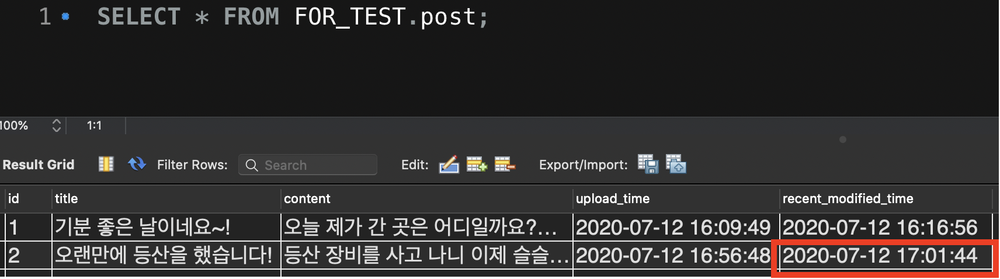 1 SELECT * FROM FOR_TEST.post;
100% 1:1
Result Grid Filter Rows: Search Edit: Export/Import:
id title content upload_time recent_modified_time
1 기분 좋은 날이네요~! 오늘 제가 간 곳은 어디일까요?... 2020-07-12 16:09:49 2020-07-12 16:16:56
2 오랜만에 등산을 했습니다! 등산 장비를 사고 나니 이제 슬슬... 2020-07-12 16:56:48 2020-07-12 17:01:44